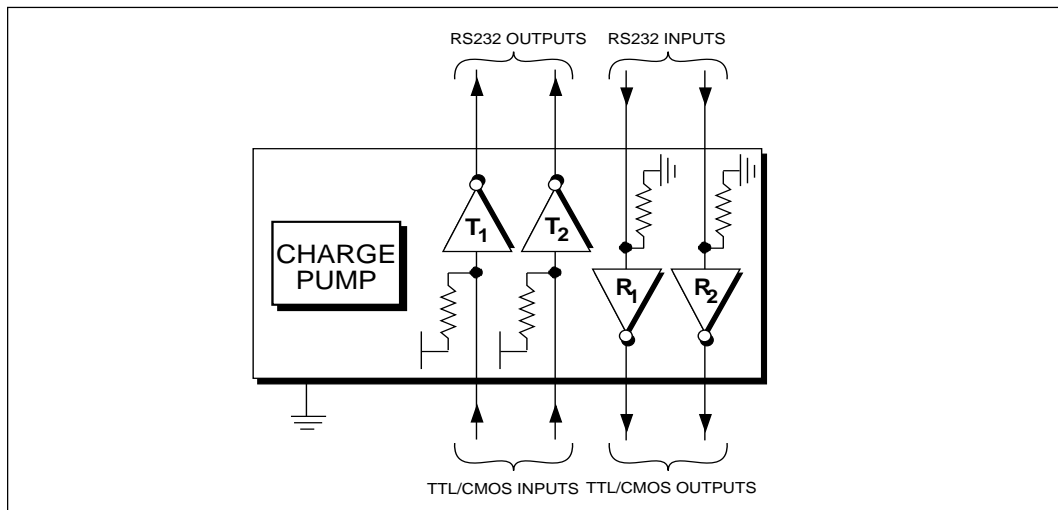 RS232 OUTPUTS
RS232 INPUTS
CHARGE
PUMP
T1
T2
R1
R2
TTL/CMOS INPUTS
TTL/CMOS OUTPUTS